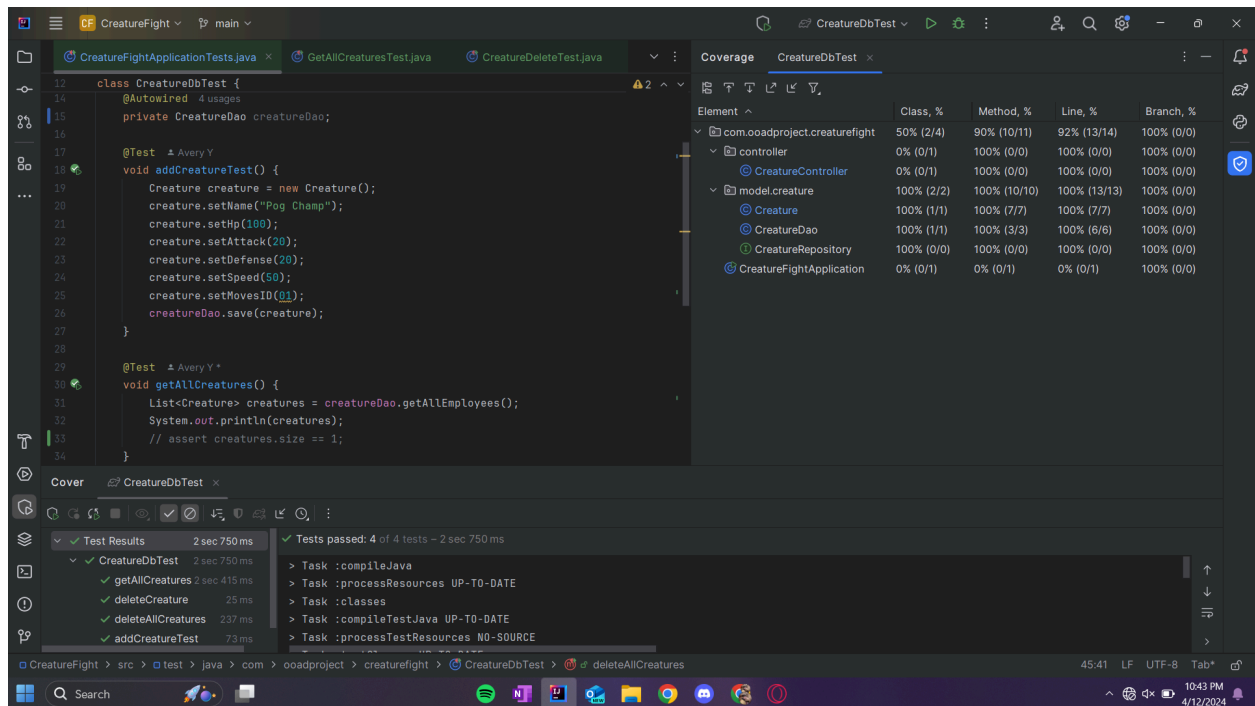 CF CreatureFight main CreatureDbTest
CreatureFightApplicationTests.java GetAllCreaturesTest.java CreatureDeleteTest.java
12 class CreatureDbTest { 2
14 @Autowired 4 usages
15 private CreatureDao creatureDao;
16
17 @Test Avery Y
18 void addCreatureTest() {
19 Creature creature = new Creature();
20 creature.setName("Pog Champ");
21 creature.setHp(100);
22 creature.setAttack(20);
23 creature.setDefense(20);
24 creature.setSpeed(50);
25 creature.setMovesID(01);
26 creatureDao.save(creature);
27 }
28
29 @Test Avery Y *
30 void getAllCreatures() {
31 List<Creature> creatures = creatureDao.getAllEmployees();
32 System.out.println(creatures);
33 // assert creatures.size == 1;
34 }
Coverage CreatureDbTest
Element Class, % Method, % Line, % Branch, %
com.ooadproject.creaturefight 50% (2/4) 90% (10/11) 92% (13/14) 100% (0/0)
controller 0% (0/1) 100% (0/0) 100% (0/0) 100% (0/0)
CreatureController 0% (0/1) 100% (0/0) 100% (0/0) 100% (0/0)
model.creature 100% (2/2) 100% (10/10) 100% (13/13) 100% (0/0)
Creature 100% (1/1) 100% (7/7) 100% (7/7) 100% (0/0)
CreatureDao 100% (1/1) 100% (3/3) 100% (6/6) 100% (0/0)
CreatureRepository 100% (0/0) 100% (0/0) 100% (0/0) 100% (0/0)
CreatureFightApplication 0% (0/1) 0% (0/1) 0% (0/1) 100% (0/0)
Cover CreatureDbTest
Test Results 2 sec 750 ms
CreatureDbTest 2 sec 750 ms
getAllCreatures 2 sec 415 ms
deleteCreature 25 ms
deleteAllCreatures 237 ms
addCreatureTest 73 ms
Tests passed: 4 of 4 tests – 2 sec 750 ms
> Task :compileJava
> Task :processResources UP-TO-DATE
> Task :classes
> Task :compileTestJava UP-TO-DATE
> Task :processTestResources NO-SOURCE
CreatureFight > src > test > java > com > ooadproject > creaturefight > CreatureDbTest > deleteAllCreatures 45:41 LF UTF-8 Tab*
Search
10:43 PM
4/12/2024